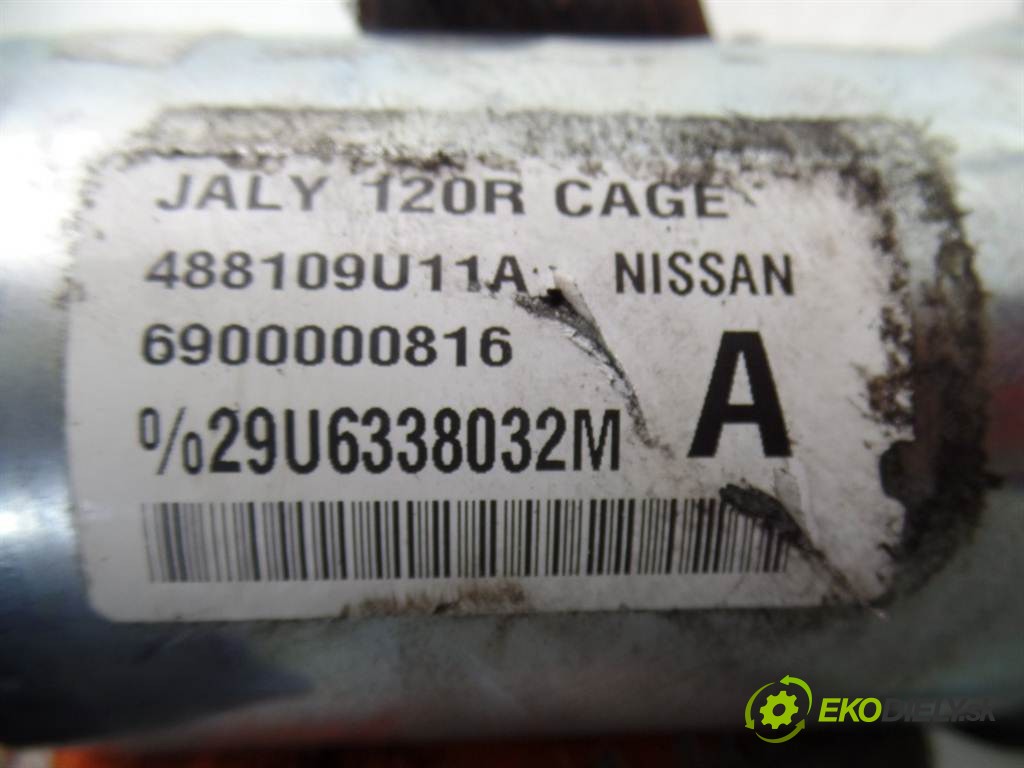 JALY 120R CAGE
488109U11A NISSAN
6900000816
A
%29U6338032M
EKODIELY.SK